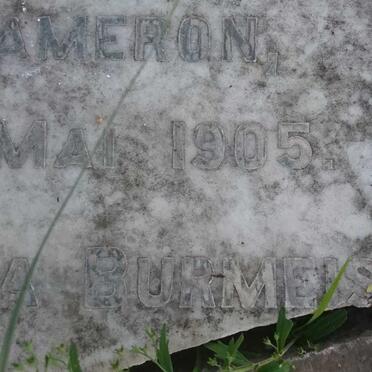 AMERON,
MAI 1905.
A BURMEIS